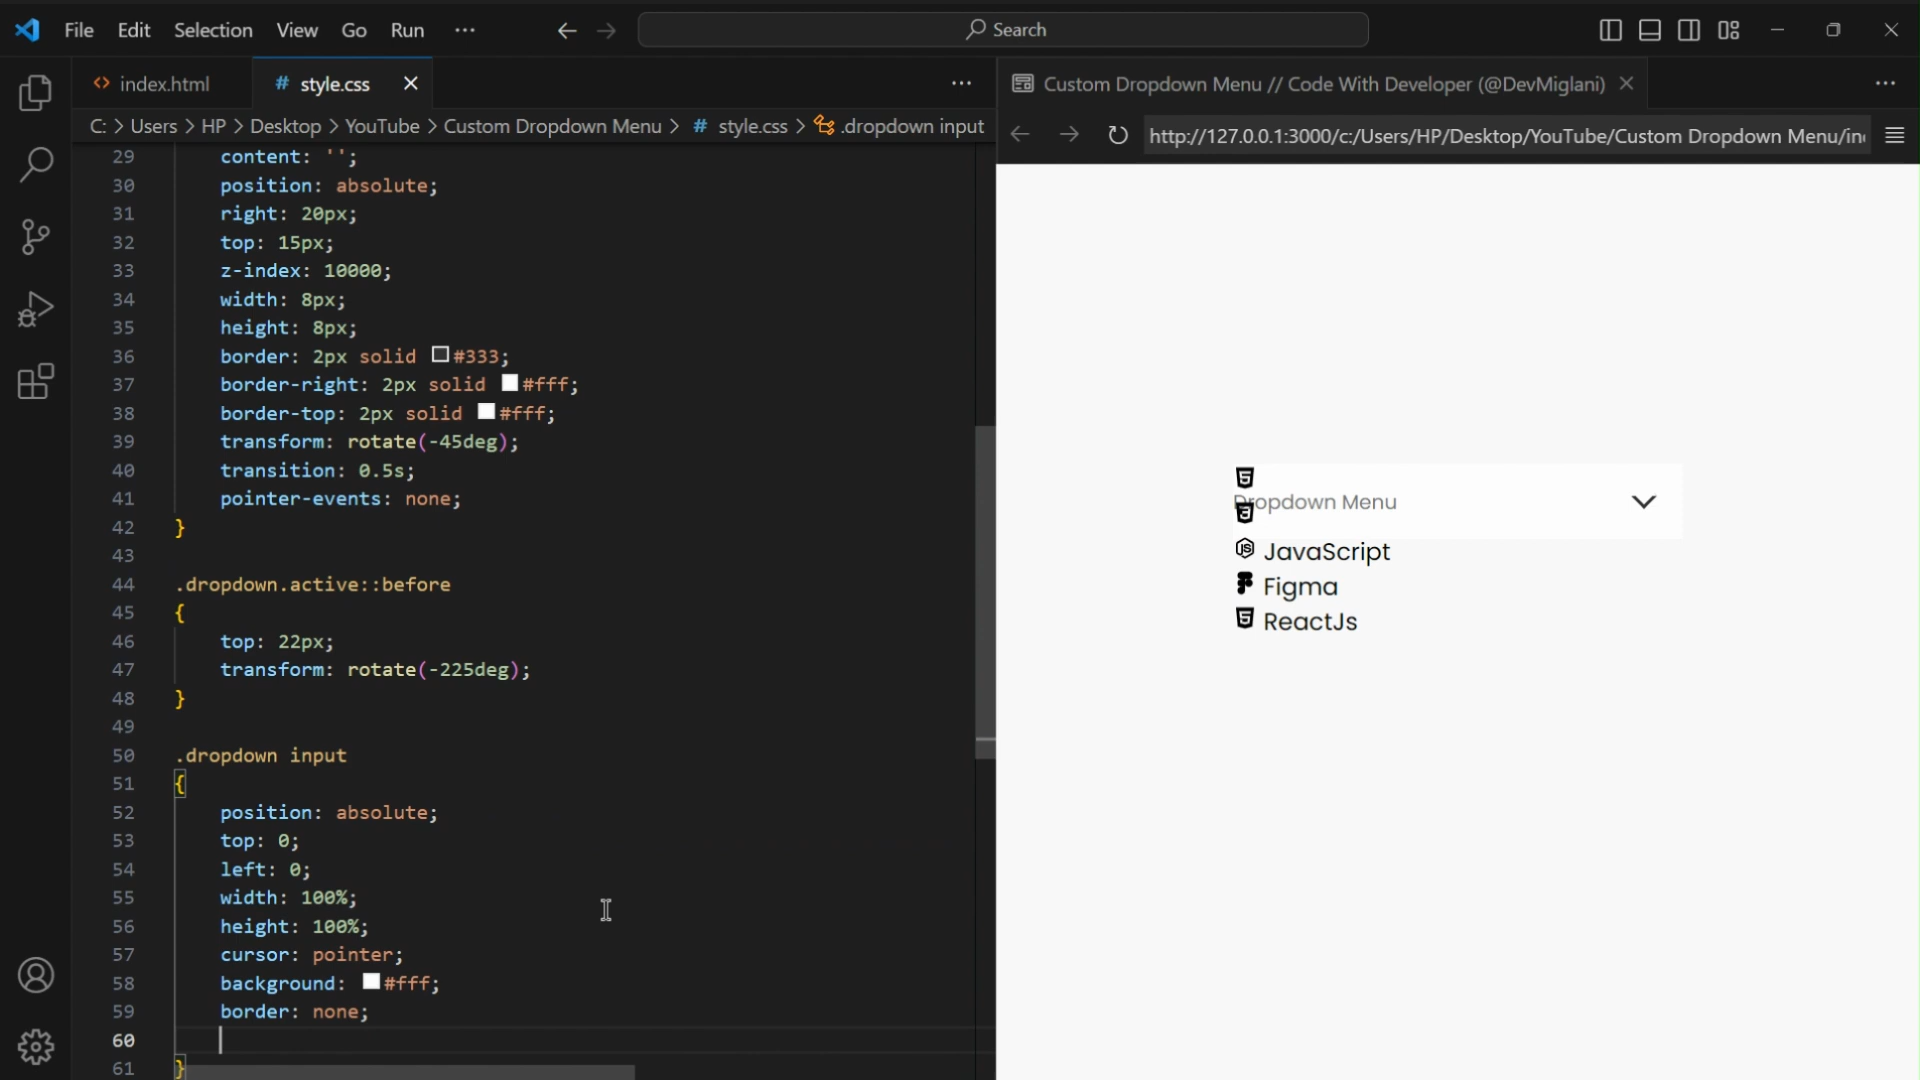 File Edit Selection View Go Run ··· Search
index.html # style.css
Custom Dropdown Menu // Code With Developer (@DevMiglani)
C: > Users > HP > Desktop > YouTube > Custom Dropdown Menu > # style.css > .dropdown input
http://127.0.0.1:3000/c:/Users/HP/Desktop/YouTube/Custom Dropdown Menu/in
29 content: '';
30 position: absolute;
31 right: 20px;
32 top: 15px;
33 z-index: 10000;
34 width: 8px;
35 height: 8px;
36 border: 2px solid #333;
37 border-right: 2px solid #fff;
38 border-top: 2px solid #fff;
39 transform: rotate(-45deg);
40 transition: 0.5s;
41 pointer-events: none;
42 }
43
44 .dropdown.active::before
45 {
46 top: 22px;
47 transform: rotate(-225deg);
48 }
49
50 .dropdown input
51 {
52 position: absolute;
53 top: 0;
54 left: 0;
55 width: 100%;
56 height: 100%;
57 cursor: pointer;
58 background: #fff;
59 border: none;
60
61 }
Dropdown Menu
JavaScript
Figma
ReactJs